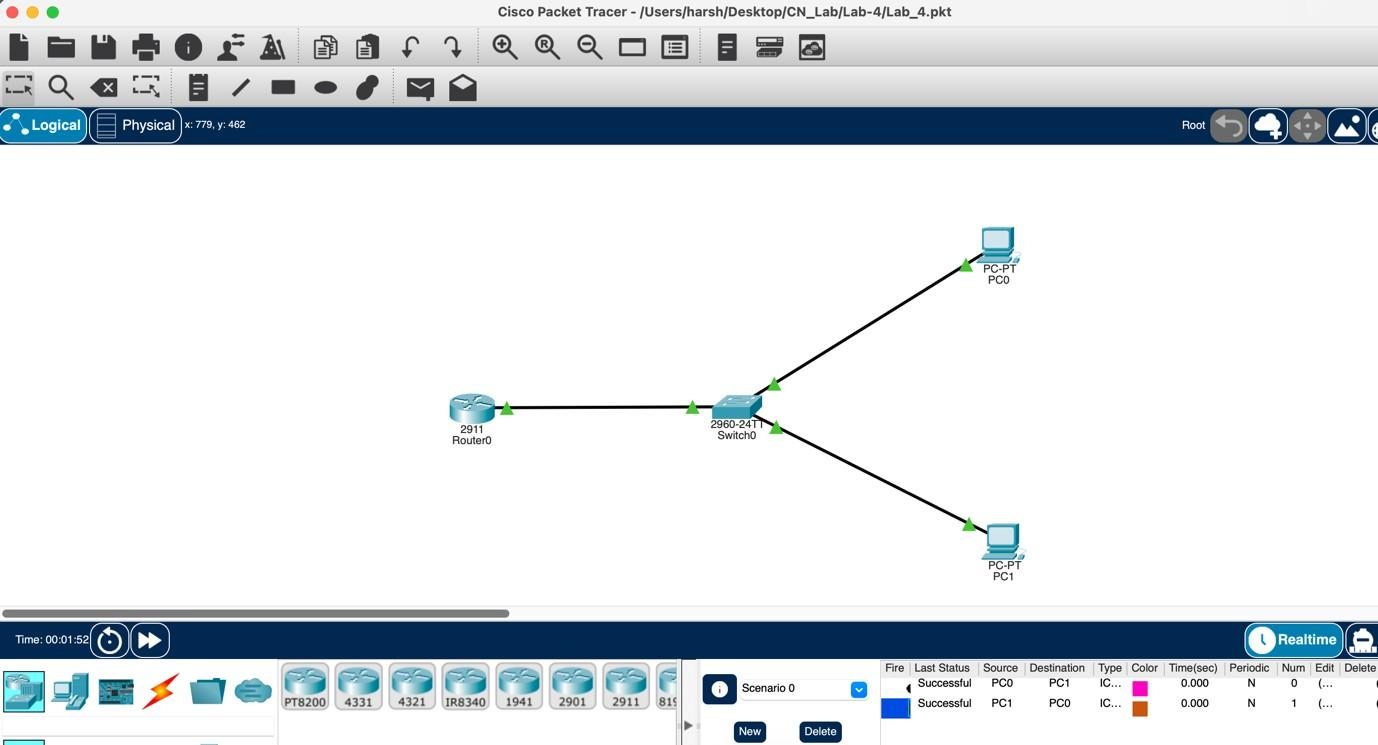 Cisco Packet Tracer - /Users/harsh/Desktop/CN_Lab/Lab-4/Lab_4.pkt
Logical Physical x: 779, y: 462 Root
PC-PT
PC0
2911
Router0
2960-24TT
Switch0
PC-PT
PC1
Time: 00:01:52 Realtime
Fire Last Status Source Destination Type Color Time(sec) Periodic Num Edit Delete
Successful PC0 PC1 IC... 0.000 N 0 (...
Successful PC1 PC0 IC... 0.000 N 1 (...
Scenario 0
New Delete
PT8200 4331 4321 IR8340 1941 2901 2911 819